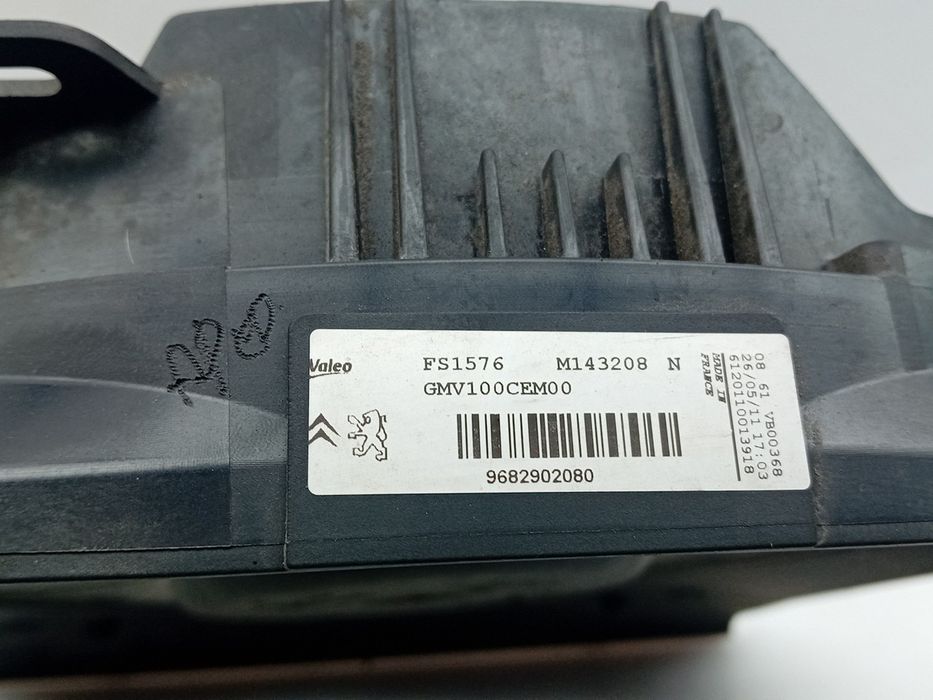 Valeo
FS1576 M143208 N
GMV100CEM00
9682902080
MADE IN
FRANCE
08 61 VB00368
26/05/11 17:03
6120110013918